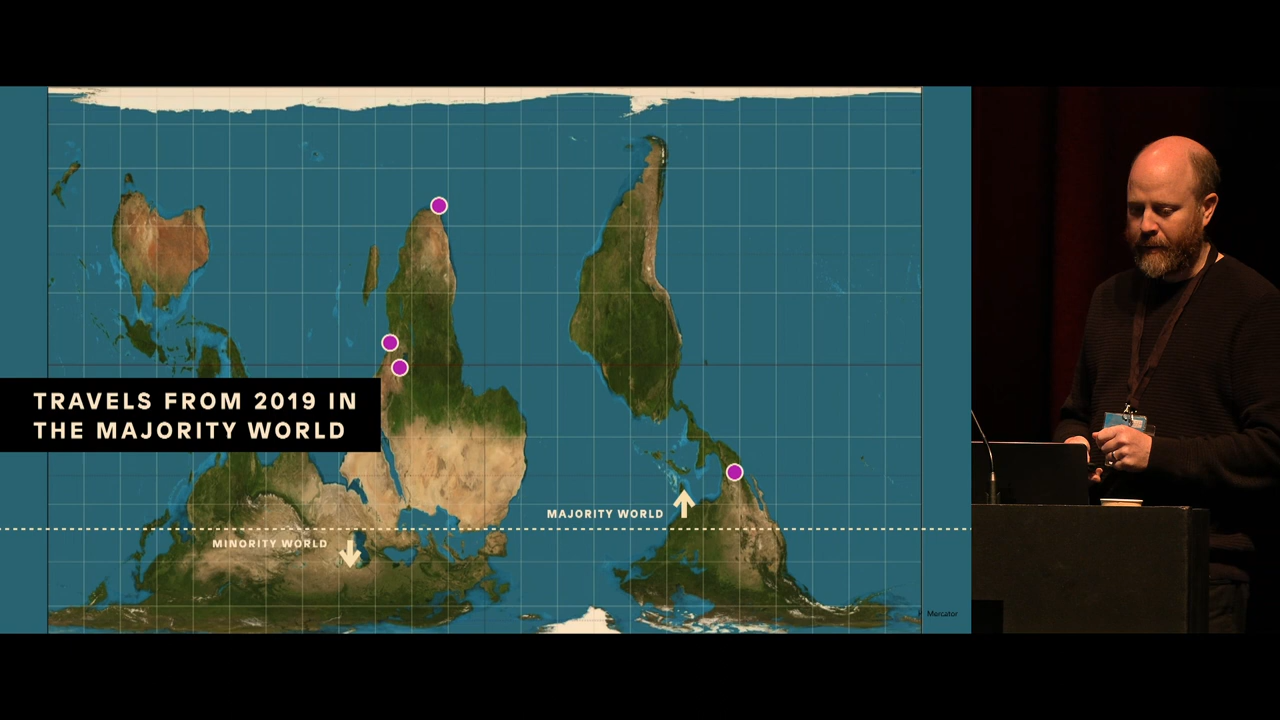 TRAVELS FROM 2019 IN
THE MAJORITY WORLD
MAJORITY WORLD
MINORITY WORLD
Mercator